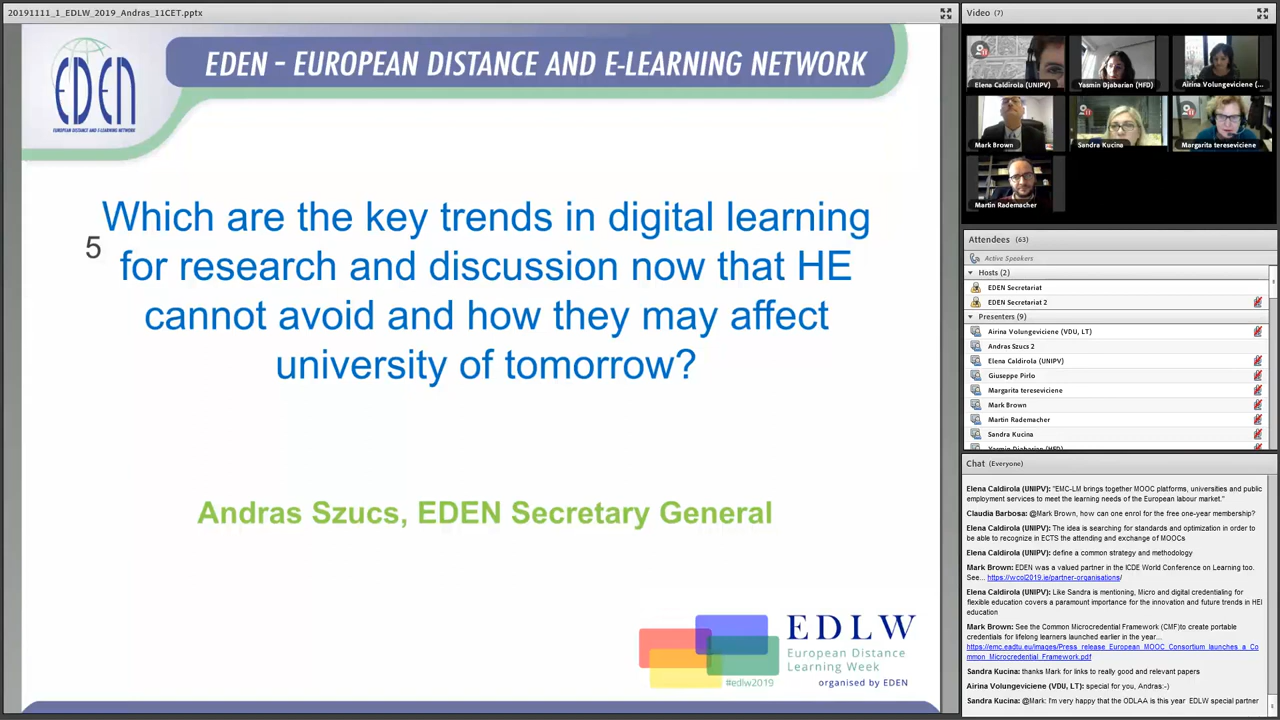 20191111_1_EDLW_2019_Andras_11CET.pptx
EDEN
EUROPEAN DISTANCE AND E-LEARNING NETWORK
EDEN - EUROPEAN DISTANCE AND E-LEARNING NETWORK
5
Which are the key trends in digital learning
for research and discussion now that HE
cannot avoid and how they may affect
university of tomorrow?
Andras Szucs, EDEN Secretary General
EDLW
European Distance
Learning Week
#edlw2019
organised by EDEN
Video (7)
Elena Caldirola (UNIPV)
Yasmin Djabarian (HFD)
Airina Volungeviciene (...
Mark Brown
Sandra Kucina
Margarita tereseviciene
Martin Rademacher
Attendees (63)
Active Speakers
Hosts (2)
EDEN Secretariat
EDEN Secretariat 2
Presenters (9)
Airina Volungeviciene (VDU, LT)
Andras Szucs 2
Elena Caldirola (UNIPV)
Giuseppe Pirlo
Margarita tereseviciene
Mark Brown
Martin Rademacher
Sandra Kucina
Yasmin Djabarian (HFD)
Chat (Everyone)
Elena Caldirola (UNIPV): "EMC-LM brings together MOOC platforms, universities and public
employment services to meet the learning needs of the European labour market."
Claudia Barbosa: @Mark Brown, how can one enrol for the free one-year membership?
Elena Caldirola (UNIPV): The idea is searching for standards and optimization in order to
be able to recognize in ECTS the attending and exchange of MOOCs
Elena Caldirola (UNIPV): define a common strategy and methodology
Mark Brown: EDEN was a valued partner in the ICDE World Conference on Learning too.
See... https://wcol2019.ie/partner-organisations/
Elena Caldirola (UNIPV): Like Sandra is mentioning, Micro and digital credentialing for
flexible education covers a paramount importance for the innovation and future trends in HEI
education
Mark Brown: See the Common Microcredential Framework (CMF)to create portable
credentials for lifelong learners launched earlier in the year....
https://emc.eadtu.eu/images/Press_release_European_MOOC_Consortium_launches_a_Co
mmon_Microcredential_Framework.pdf
Sandra Kucina: thanks Mark for links to really good and relevant papers
Airina Volungeviciene (VDU, LT): special for you, Andras:-)
Sandra Kucina: @Mark: I'm very happy that the ODLAA is this year EDLW special partner